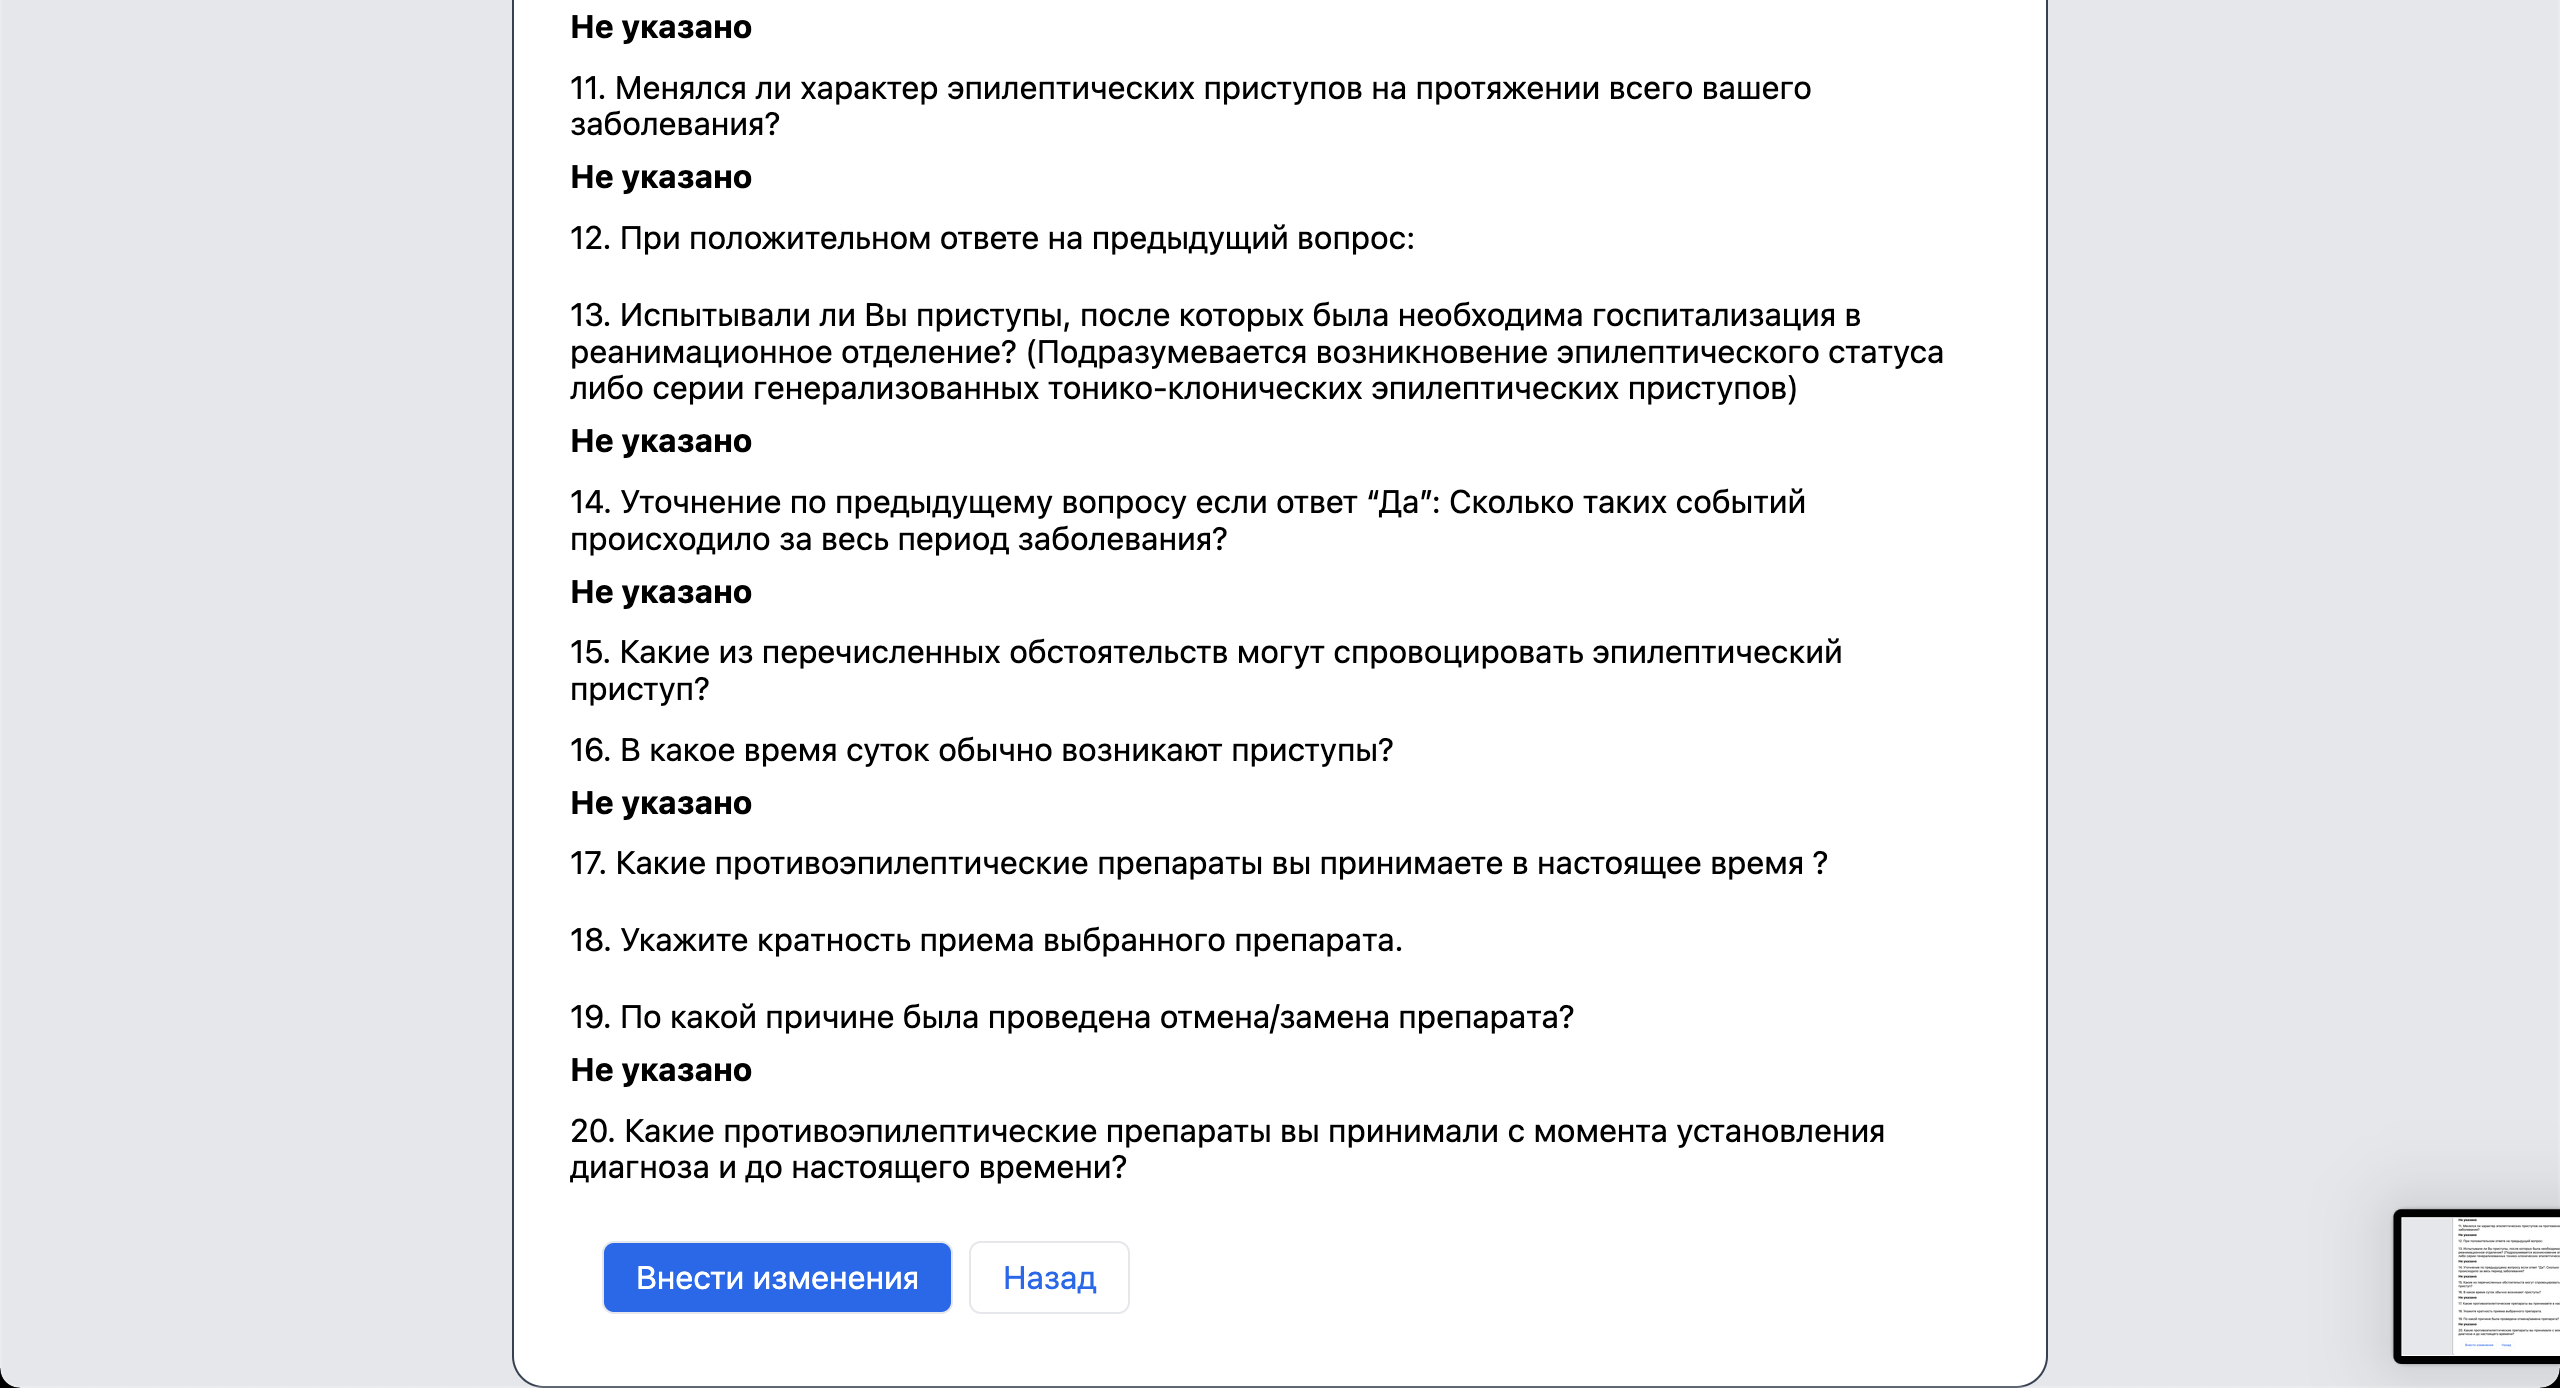 Не указано
11. Менялся ли характер эпилептических приступов на протяжении всего вашего
заболевания?
Не указано
12. При положительном ответе на предыдущий вопрос:
13. Испытывали ли Вы приступы, после которых была необходима госпитализация в
реанимационное отделение? (Подразумевается возникновение эпилептического статуса
либо серии генерализованных тонико-клонических эпилептических приступов)
Не указано
14. Уточнение по предыдущему вопросу если ответ “Да”: Сколько таких событий
происходило за весь период заболевания?
Не указано
15. Какие из перечисленных обстоятельств могут спровоцировать эпилептический
приступ?
16. В какое время суток обычно возникают приступы?
Не указано
17. Какие противоэпилептические препараты вы принимаете в настоящее время ?
18. Укажите кратность приема выбранного препарата.
19. По какой причине была проведена отмена/замена препарата?
Не указано
20. Какие противоэпилептические препараты вы принимали с момента установления
диагноза и до настоящего времени?
Внести изменения
Назад